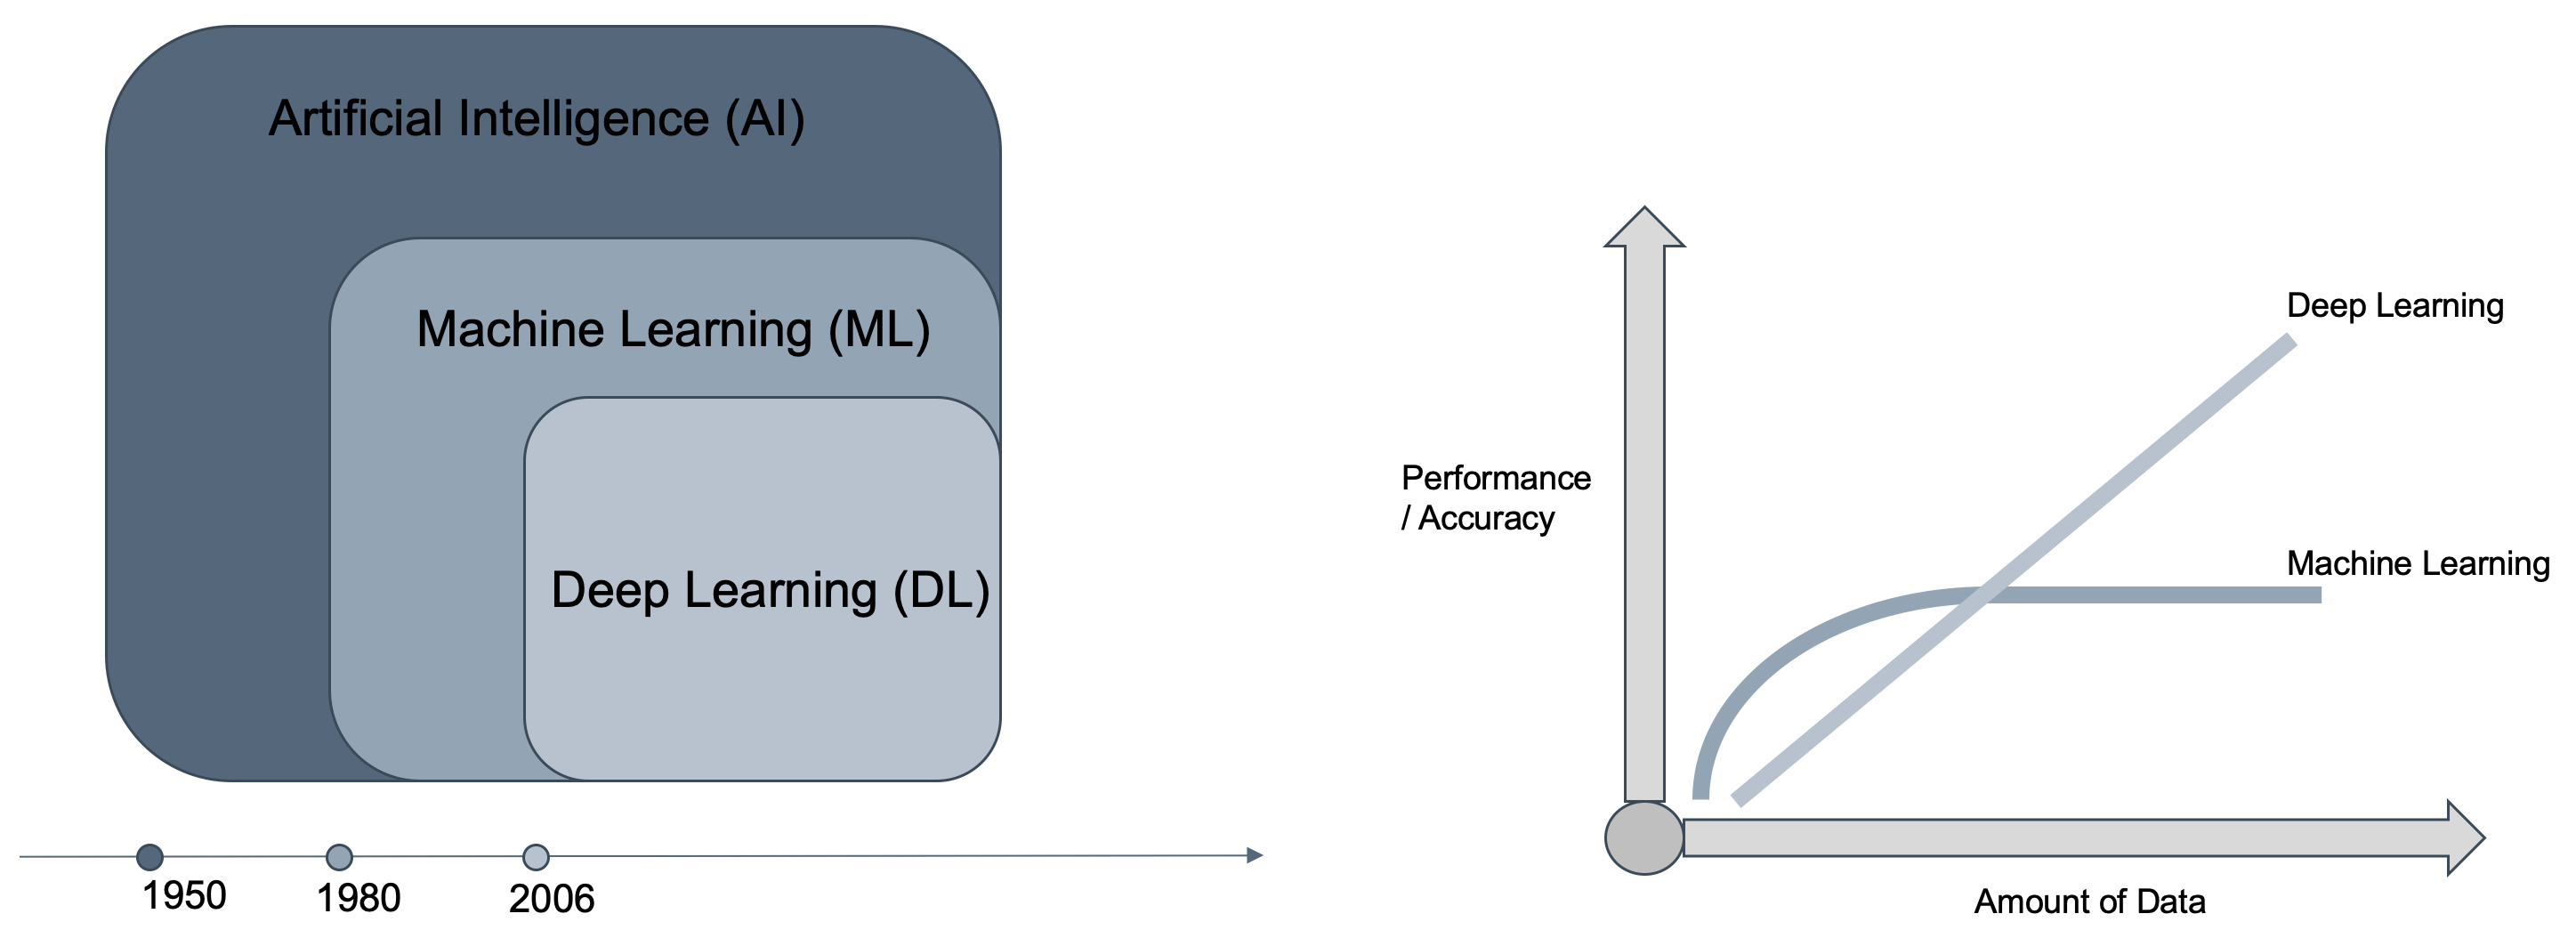 Artificial Intelligence (AI)
Machine Learning (ML)
Deep Learning (DL)
1950
1980
2006
Performance
/ Accuracy
Deep Learning
Machine Learning
Amount of Data